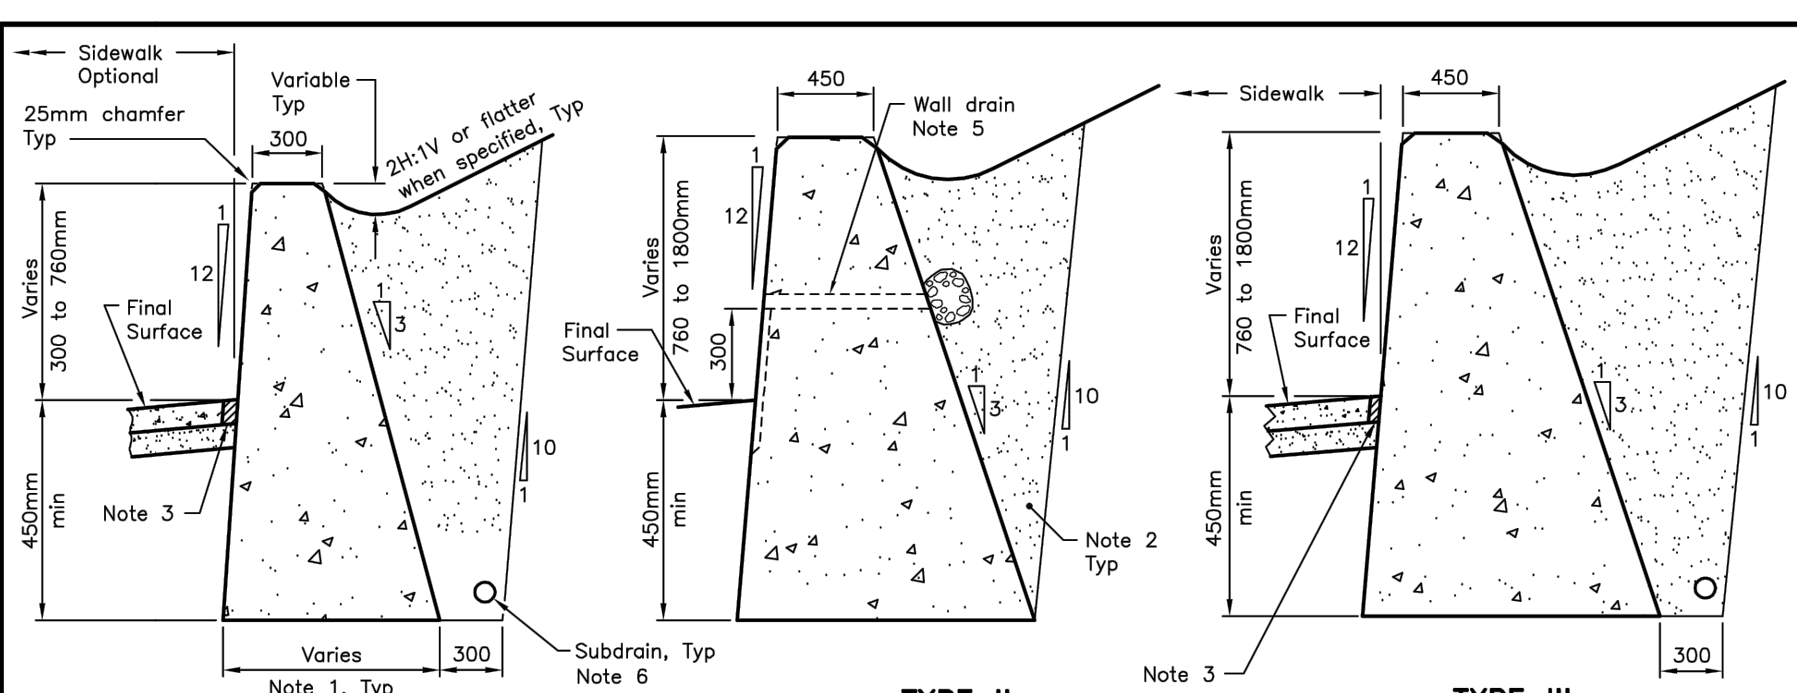 Sidewalk
Optional
25mm chamfer
Typ
Variable
Typ
300
2H:1V or flatter
when specified, Typ
1
12
Varies
300 to 760mm
Final
Surface
1
3
10
1
450mm
min
Note 3
Varies
Note 1, Typ
300
Subdrain, Typ
Note 6
450
Wall drain
Note 5
1
12
Varies
760 to 1800mm
300
Final
Surface
1
3
10
1
450mm
min
Note 2
Typ
TYPE II
Sidewalk
450
1
12
Varies
760 to 1800mm
Final
Surface
1
3
10
1
450mm
min
Note 3
300
TYPE III